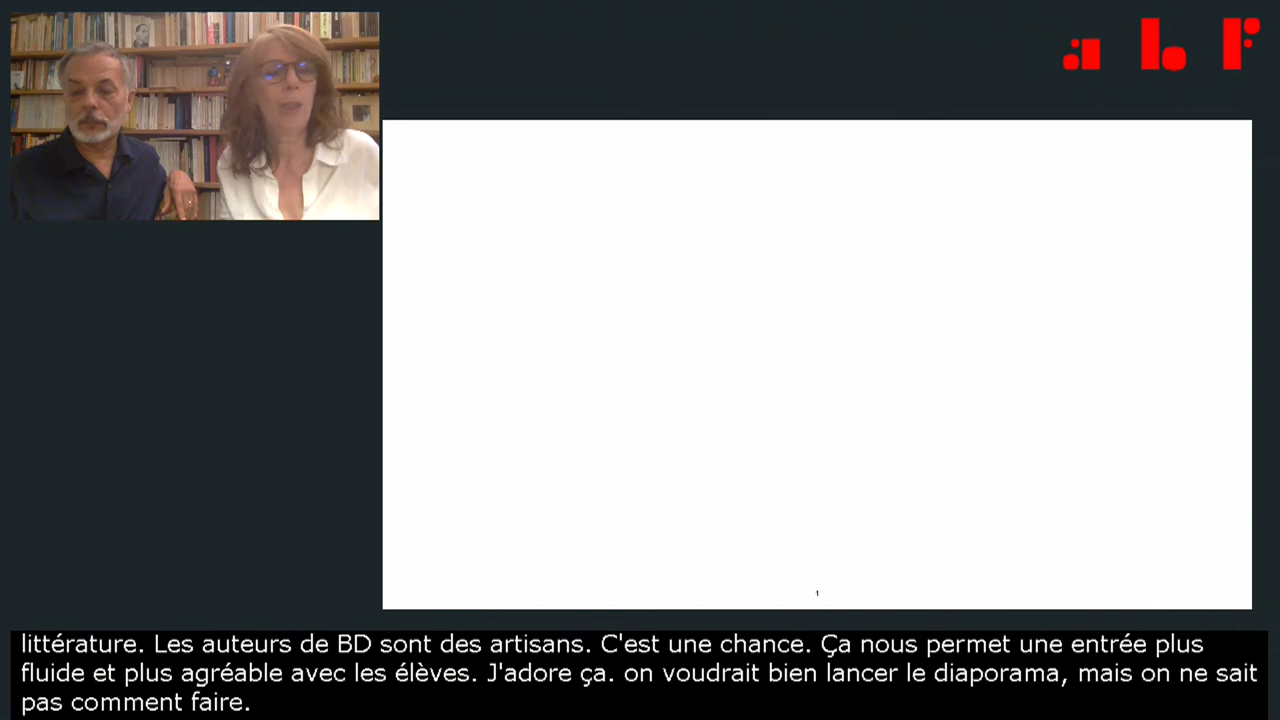 abf
1
littérature. Les auteurs de BD sont des artisans. C'est une chance. Ça nous permet une entrée plus
fluide et plus agréable avec les élèves. J'adore ça. on voudrait bien lancer le diaporama, mais on ne sait
pas comment faire.